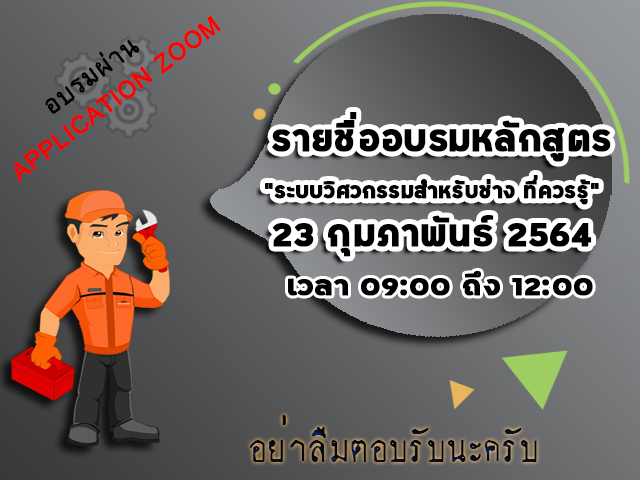 อบรมผ่าน
APPLICATION ZOOM
รายชื่ออบรมหลักสูตร
"ระบบวิศวกรรมสำหรับช่าง ที่ควรรู้"
23 กุมภาพันธ์ 2564
เวลา 09:00 ถึง 12:00
อย่าลืมตอบรับนะครับ